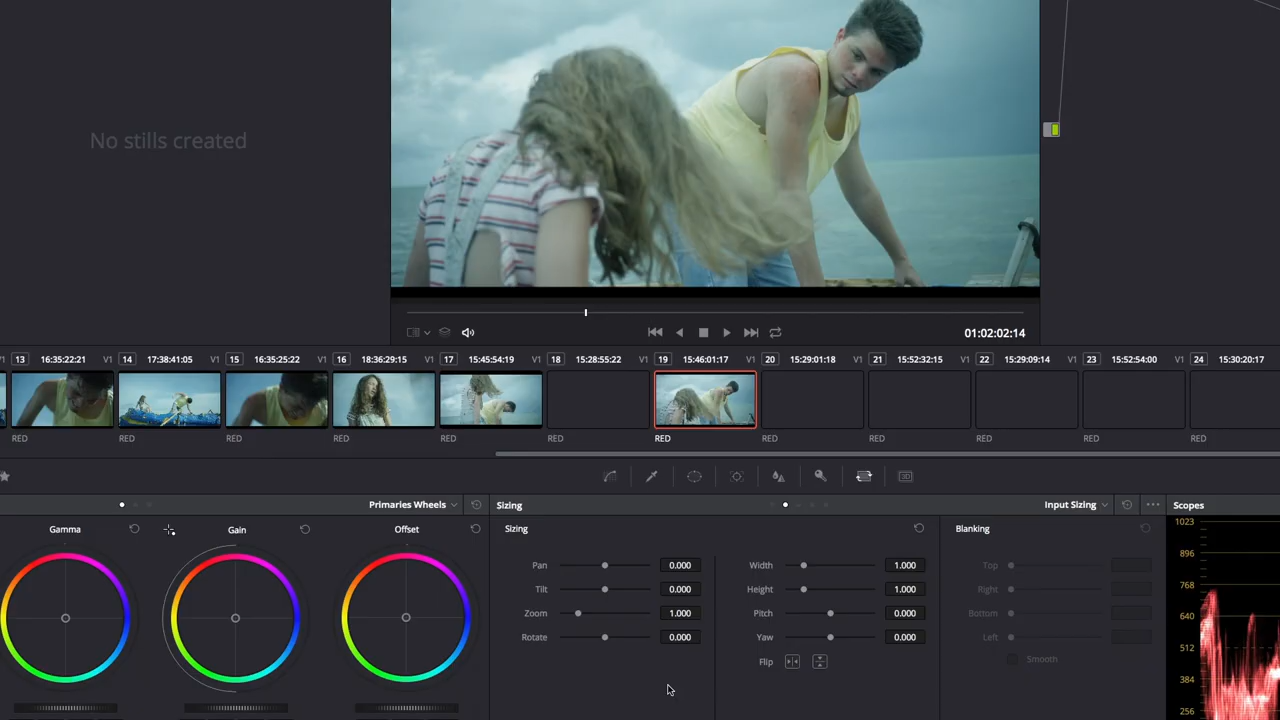 No stills created
01:02:02:14
V1 13 16:35:22:21 V1 14 17:38:41:05 V1 15 16:35:25:22 V1 16 18:36:29:15 V1 17 15:45:54:19 V1 18 15:28:55:22 V1 19 15:46:01:17 V1 20 15:29:01:18 V1 21 15:52:32:15 V1 22 15:29:09:14 V1 23 15:52:54:00 V1 24 15:30:20:17
RED RED RED RED RED RED RED RED RED RED RED RED
Primaries Wheels Sizing Input Sizing Scopes
Gamma Gain Offset Sizing Blanking 1023
896
Pan 0.000 Width 1.000 Top
768
Tilt 0.000 Height 1.000 Right
Zoom 1.000 Pitch 0.000 Bottom 640
Rotate 0.000 Yaw 0.000 Left
512
Flip Smooth
384
256